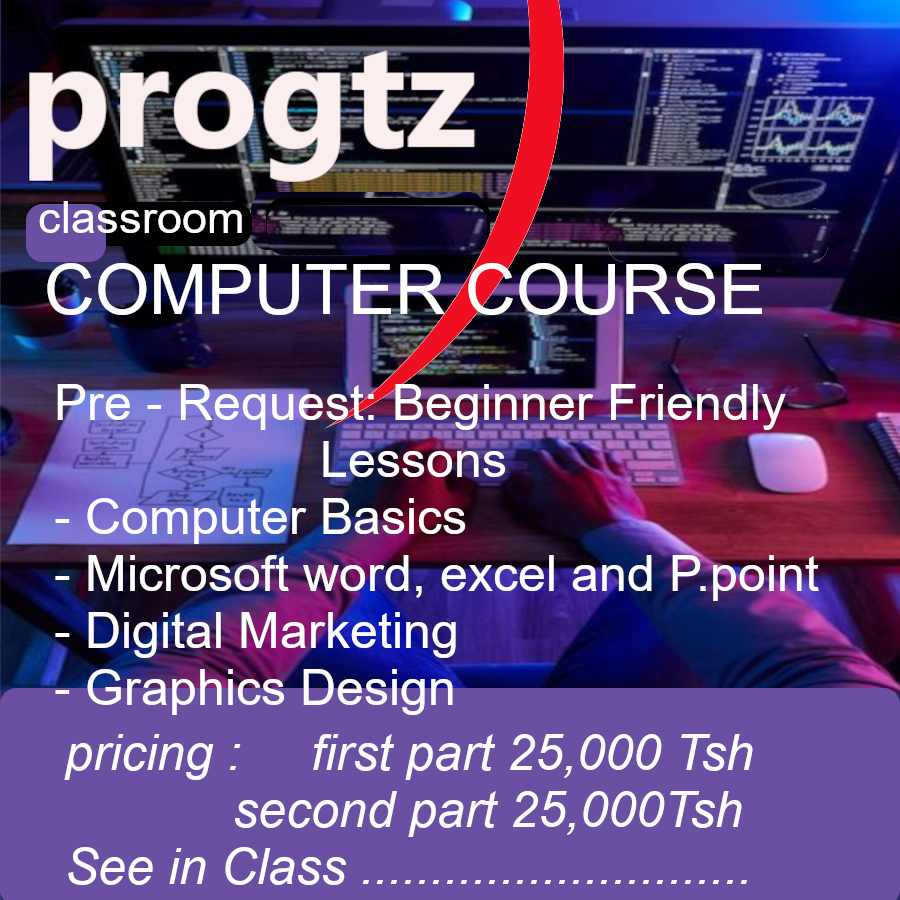 progtz
classroom
COMPUTER COURSE
Pre - Request: Beginner Friendly
Lessons
- Computer Basics
- Microsoft word, excel and P.point
- Digital Marketing
- Graphics Design
pricing : first part 25,000 Tsh
second part 25,000Tsh
See in Class ............................